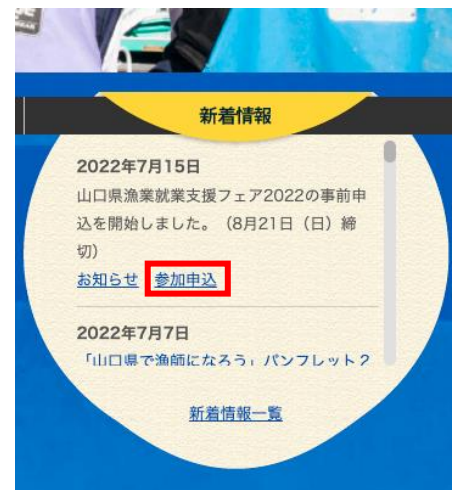 新着情報
2022年7月15日
山口県漁業就業支援フェア2022の事前申
込を開始しました。（8月21日（日）締
切）
お知らせ 参加申込
2022年7月7日
「山口県で漁師になろう」パンフレット２
新着情報一覧